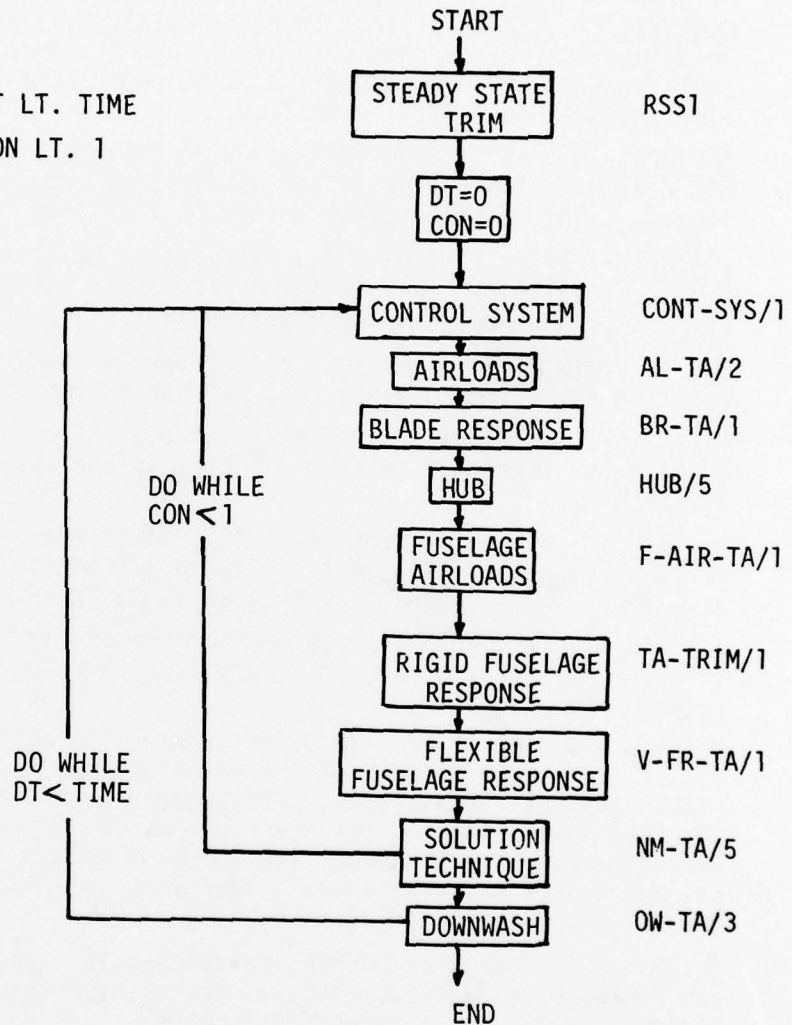 START
T LT. TIME
STEADY STATE
TRIM
RSS1
ON LT. 1
DT=0
CON=0
CONTROL SYSTEM
CONT-SYS/1
AIRLOADS
AL-TA/2
BLADE RESPONSE
BR-TA/1
DO WHILE
CON<1
HUB
HUB/5
FUSELAGE
AIRLOADS
F-AIR-TA/1
RIGID FUSELAGE
RESPONSE
TA-TRIM/1
DO WHILE
DT<TIME
FLEXIBLE
FUSELAGE RESPONSE
V-FR-TA/1
SOLUTION
TECHNIQUE
NM-TA/5
DOWNWASH
OW-TA/3
END